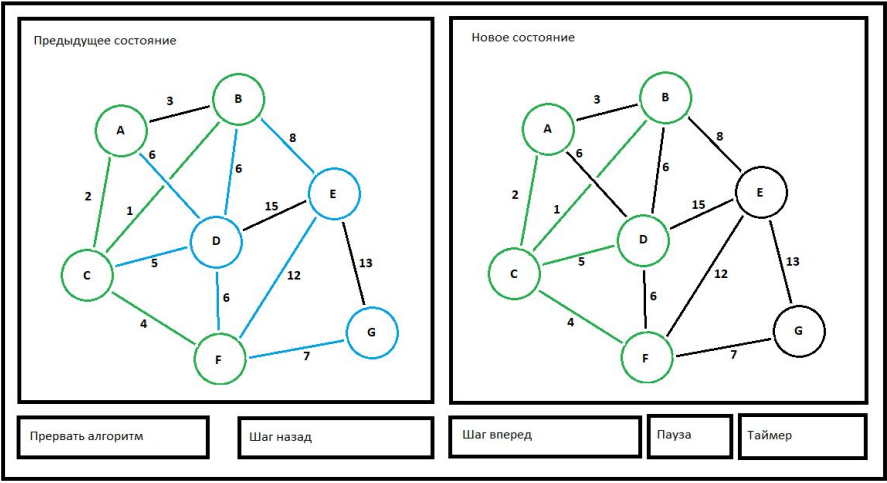 Предыдущее состояние
A
B
C
D
E
F
G
3
6
8
6
2
1
15
5
12
13
6
4
7
Новое состояние
A
B
C
D
E
F
G
3
6
8
6
2
1
15
5
12
13
6
4
7
Прервать алгоритм
Шаг назад
Шаг вперед
Пауза
Таймер